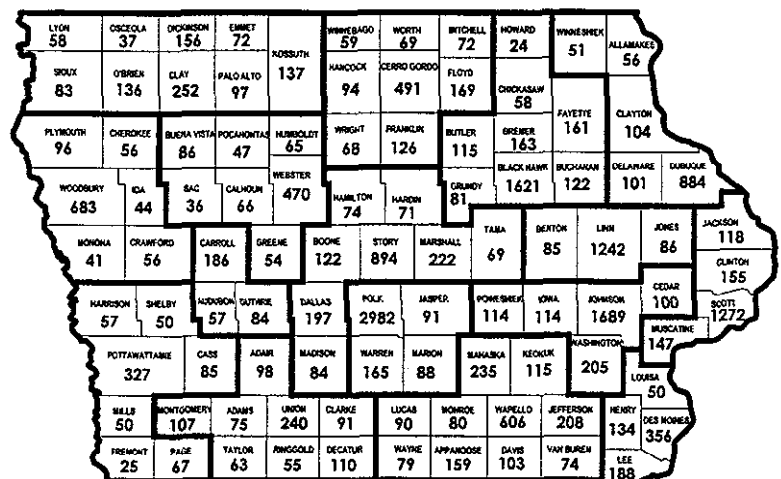 LYON OSCEOLA DICKINSON EMMET WINNEBAGO WORTH MITCHELL HOWARD WINNESHIEK ALLAMAKEE
58 37 156 72 59 69 72 24 51 56
KOSSUTH
137
SIOUX O'BRIEN CLAY PALO ALTO HANCOCK CERRO GORDO FLOYD CHICKASAW
83 136 252 97 94 491 169 58
FAYETTE CLAYTON
161 104
PLYMOUTH CHEROKEE BUENA VISTA POCAHONTAS HUMBOLDT WRIGHT FRANKLIN BUTLER BREMER
96 56 86 47 65 68 126 115 163
WEBSTER BLACK HAWK BUCHANAN DELAWARE DUBUQUE
470 1621 122 101 884
WOODBURY IDA SAC CALHOUN HAMILTON HARDIN GRUNDY
683 44 36 66 74 71 81
JACKSON
118
MONONA CRAWFORD CARROLL GREENE BOONE STORY MARSHALL TAMA BENTON LINN JONES
41 56 186 54 122 894 222 69 85 1242 86
CLINTON
155
HARRISON SHELBY AUDUBON GUTHRIE DALLAS POLK JASPER POWESHIEK IOWA JOHNSON CEDAR SCOTT
57 50 57 84 197 2982 91 114 114 1689 100 1272
MUSCATINE
147
POTTAWATTAMIE CASS ADAIR MADISON WARREN MARION MAHASKA KEOKUK WASHINGTON LOUISA
327 85 98 84 165 88 235 115 205 50
MILLS MONTGOMERY ADAMS UNION CLARKE LUCAS MONROE WAPELLO JEFFERSON HENRY DES MOINES
50 107 75 240 91 90 80 606 208 134 356
FREMONT PAGE TAYLOR RINGGOLD DECATUR WAYNE APPANOOSE DAVIS VAN BUREN LEE
25 67 63 55 110 79 159 103 74 188